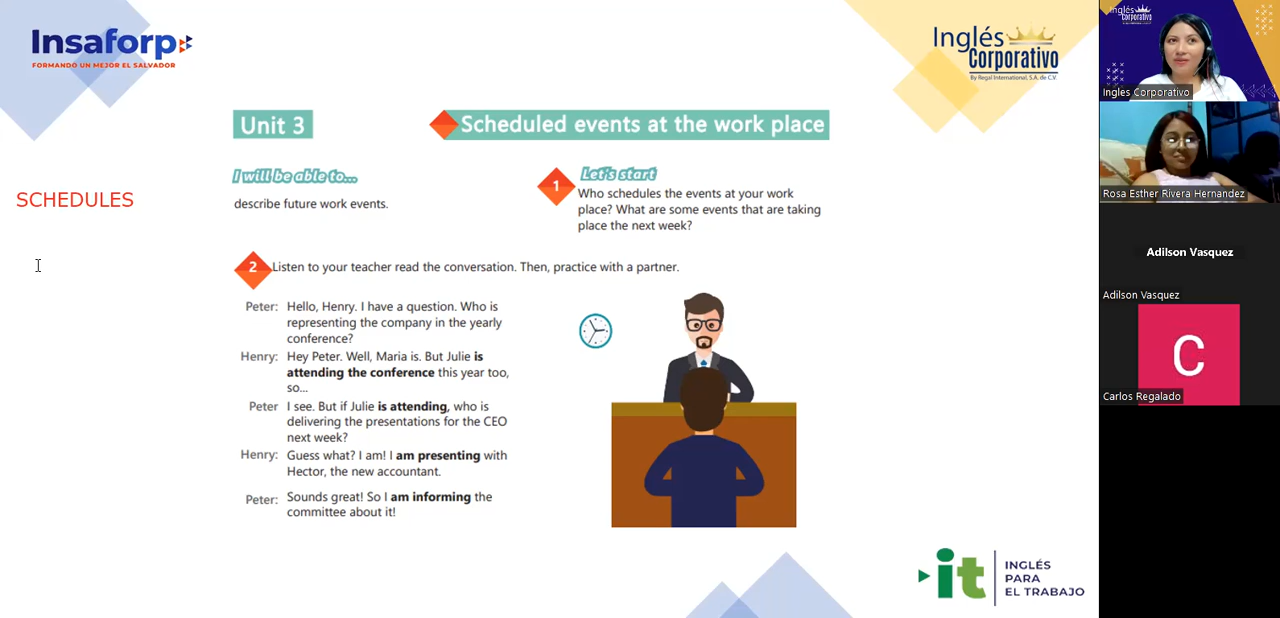 Insaforp
FORMANDO UN MEJOR EL SALVADOR
Inglés
Corporativo
By Regal International, S.A. de C.V.
Unit 3
Scheduled events at the work place
SCHEDULES
I will be able to...
describe future work events.
1
Let's start
Who schedules the events at your work
place? What are some events that are taking
place the next week?
2
Listen to your teacher read the conversation. Then, practice with a partner.
Peter: Hello, Henry. I have a question. Who is
representing the company in the yearly
conference?
Henry: Hey Peter. Well, Maria is. But Julie is
attending the conference this year too,
so...
Peter I see. But if Julie is attending, who is
delivering the presentations for the CEO
next week?
Henry: Guess what? I am! I am presenting with
Hector, the new accountant.
Peter: Sounds great! So I am informing the
committee about it!
it
INGLÉS
PARA
EL TRABAJO
Inglés
Corporativo
Ingles Corporativo
Rosa Esther Rivera Hernandez
Adilson Vasquez
Adilson Vasquez
C
Carlos Regalado